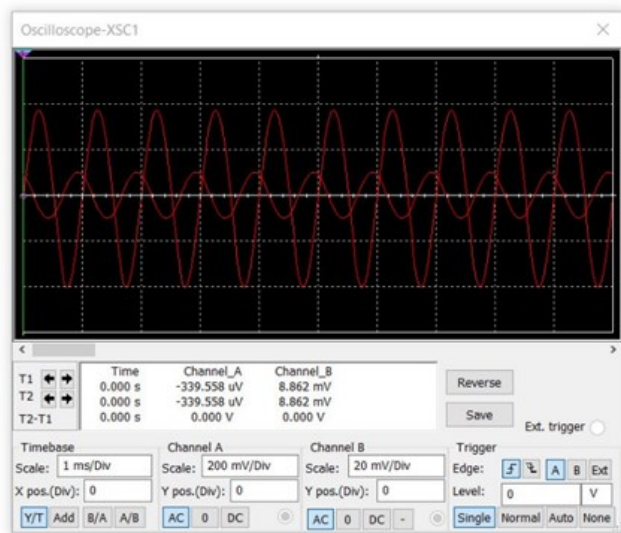 Oscilloscope-XSC1
Time Channel_A Channel_B
T1 0.000 s -339.558 uV 8.862 mV
T2 0.000 s -339.558 uV 8.862 mV
T2-T1 0.000 s 0.000 V 0.000 V
Reverse
Save
Ext. trigger
Timebase
Scale: 1 ms/Div
X pos.(Div): 0
Y/T Add B/A A/B
Channel A
Scale: 200 mV/Div
Y pos.(Div): 0
AC 0 DC
Channel B
Scale: 20 mV/Div
Y pos.(Div): 0
AC 0 DC -
Trigger
Edge: A B Ext
Level: 0 V
Single Normal Auto None